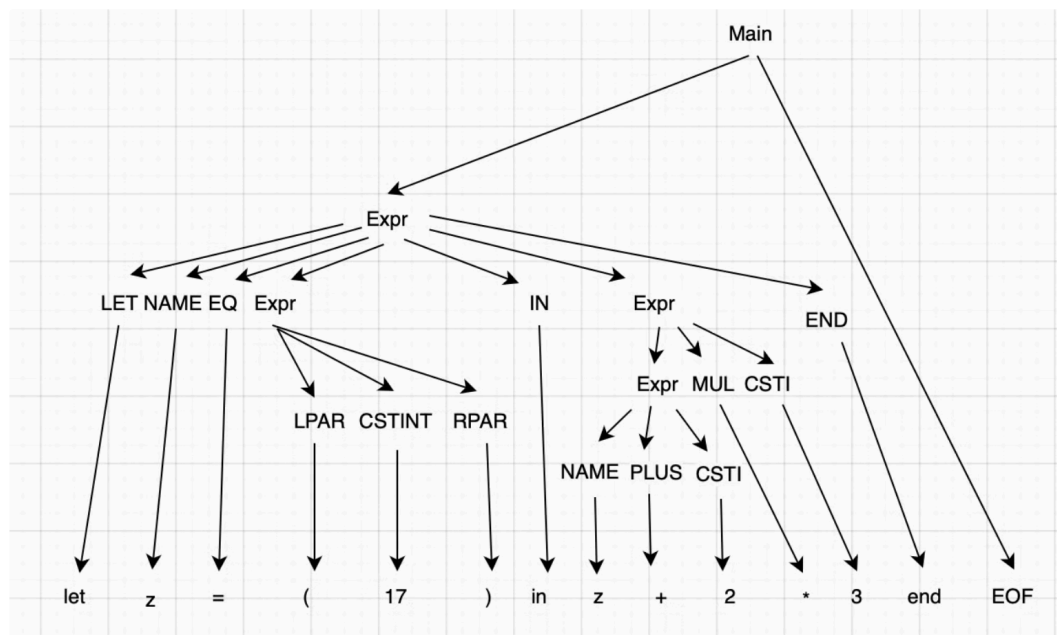 Main
Expr
LET NAME EQ Expr IN Expr END
Expr MUL CSTI
LPAR CSTINT RPAR
NAME PLUS CSTI
let z = ( 17 ) in z + 2 * 3 end EOF